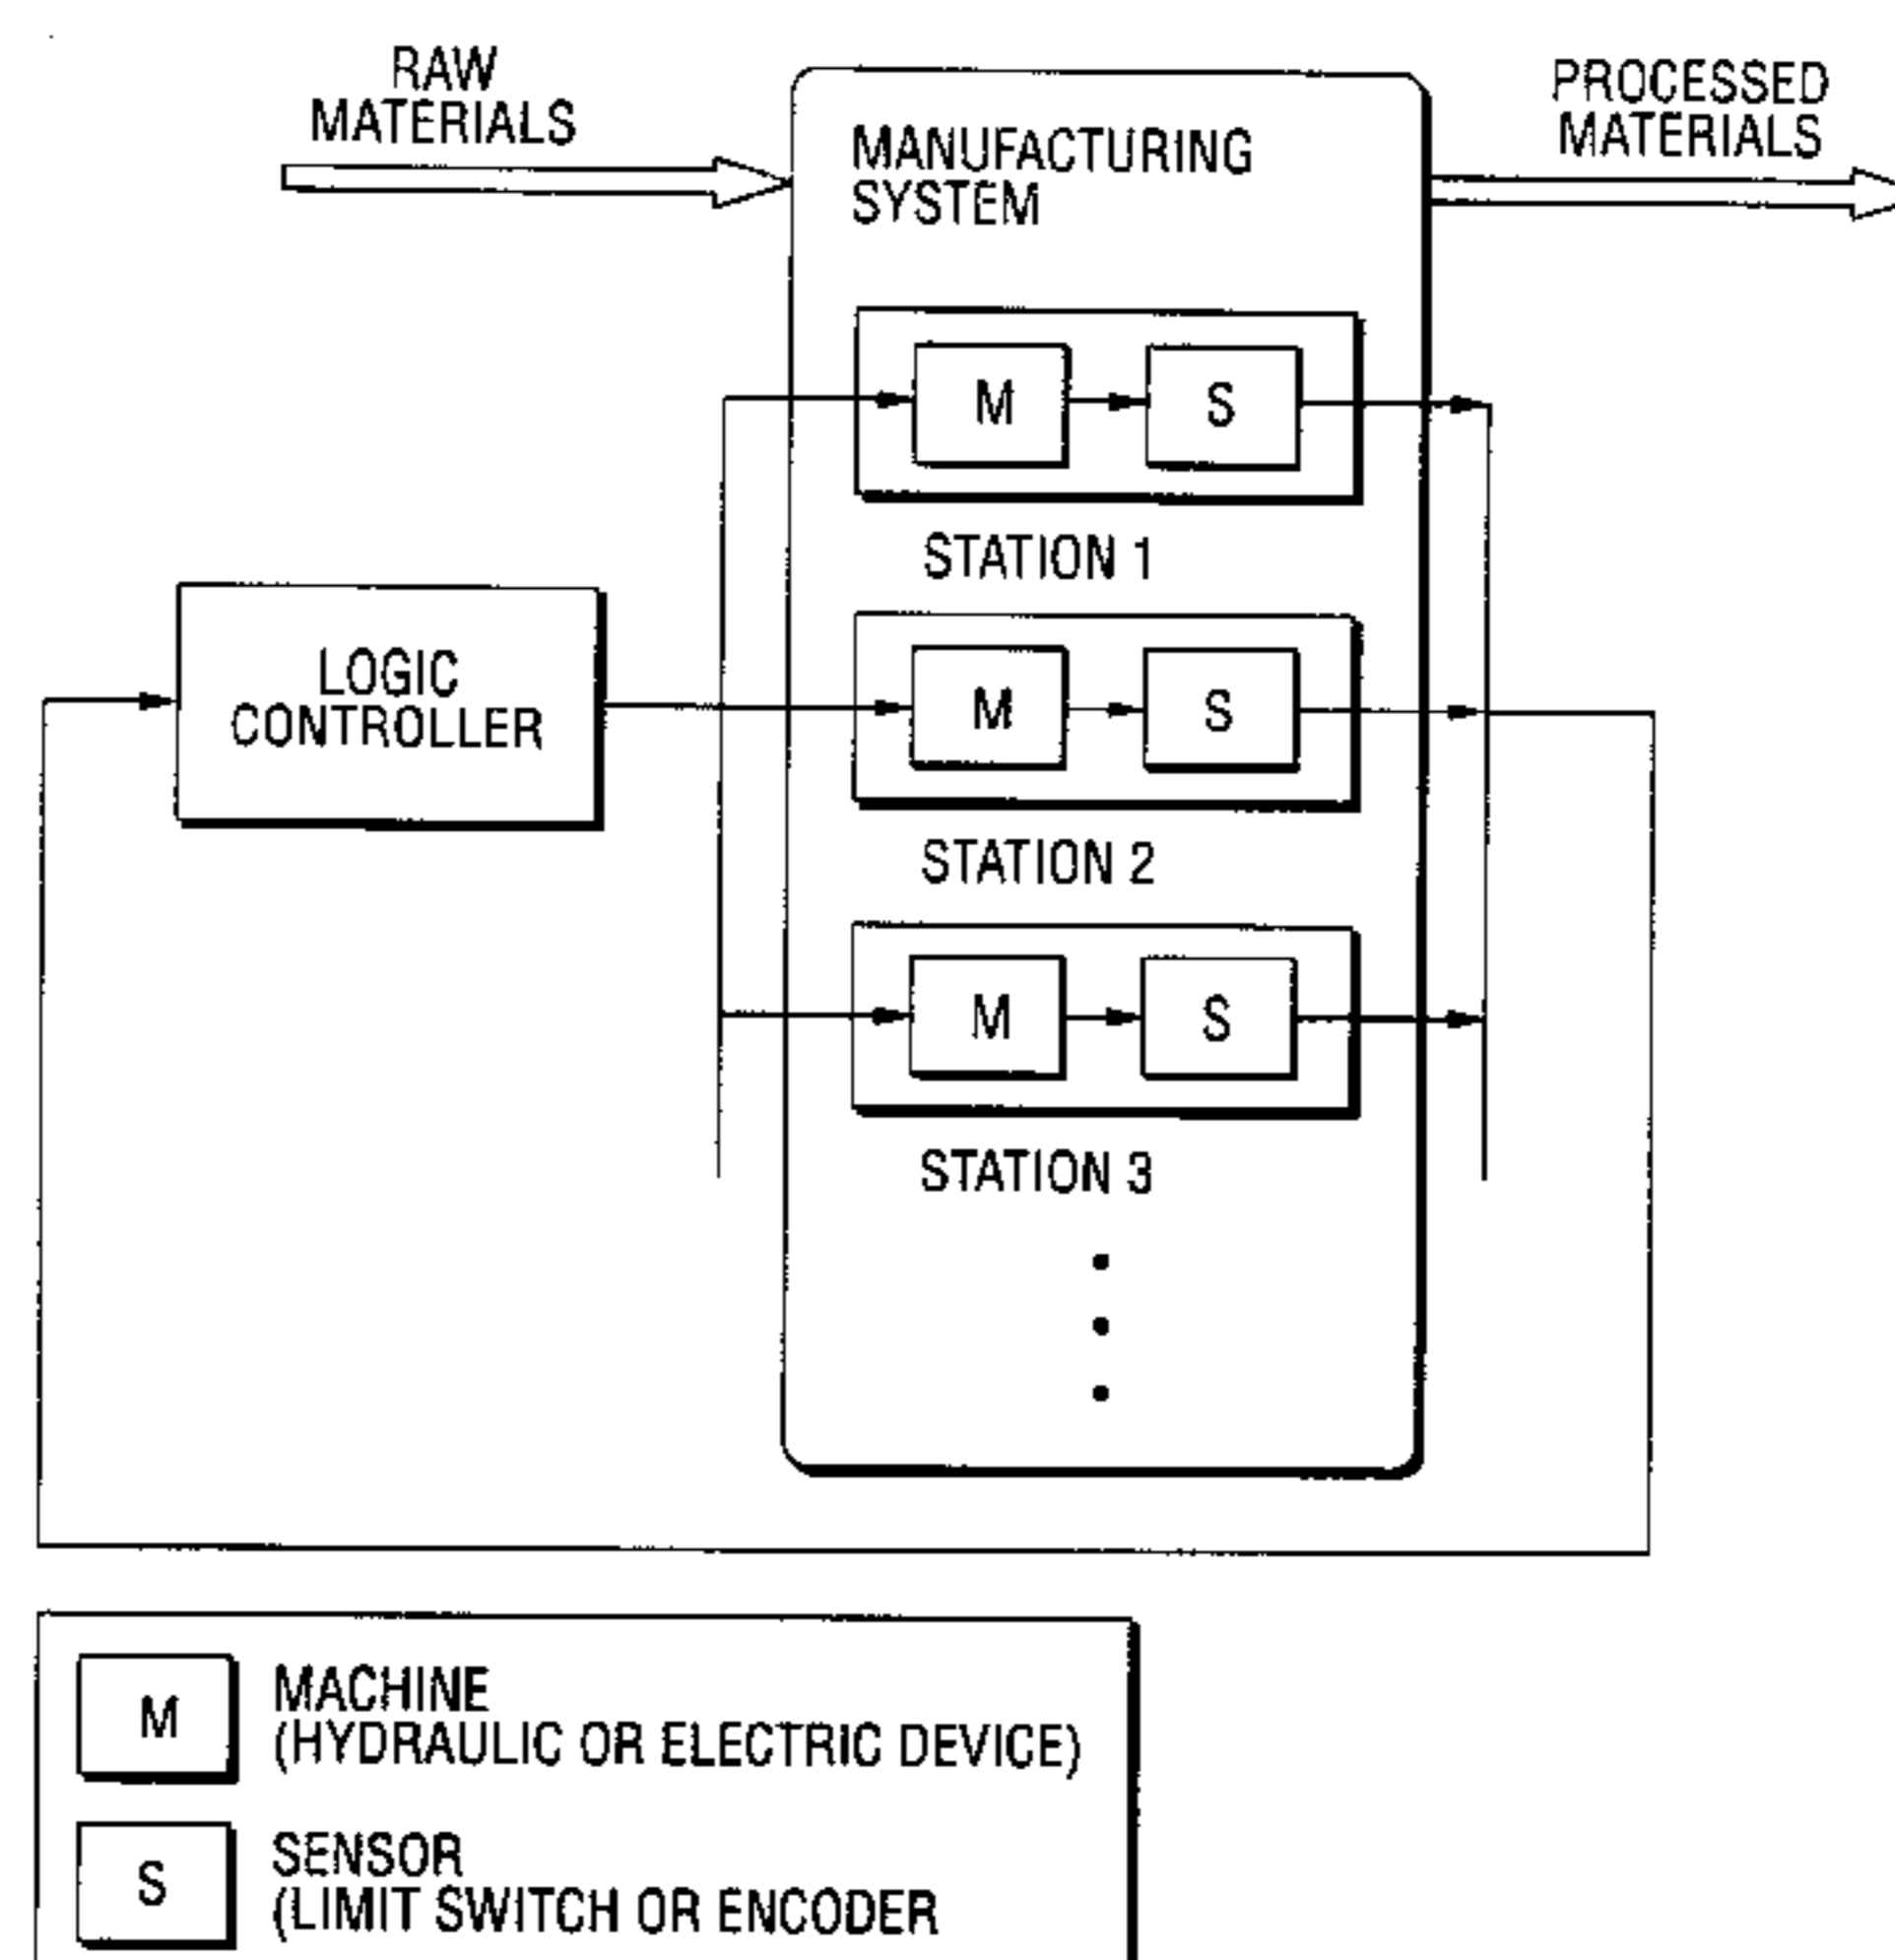 RAW
MATERIALS
PROCESSED
MATERIALS
MANUFACTURING
SYSTEM
M
S
STATION 1
LOGIC
CONTROLLER
M
S
STATION 2
M
S
STATION 3
M
MACHINE
(HYDRAULIC OR ELECTRIC DEVICE)
S
SENSOR
(LIMIT SWITCH OR ENCODER